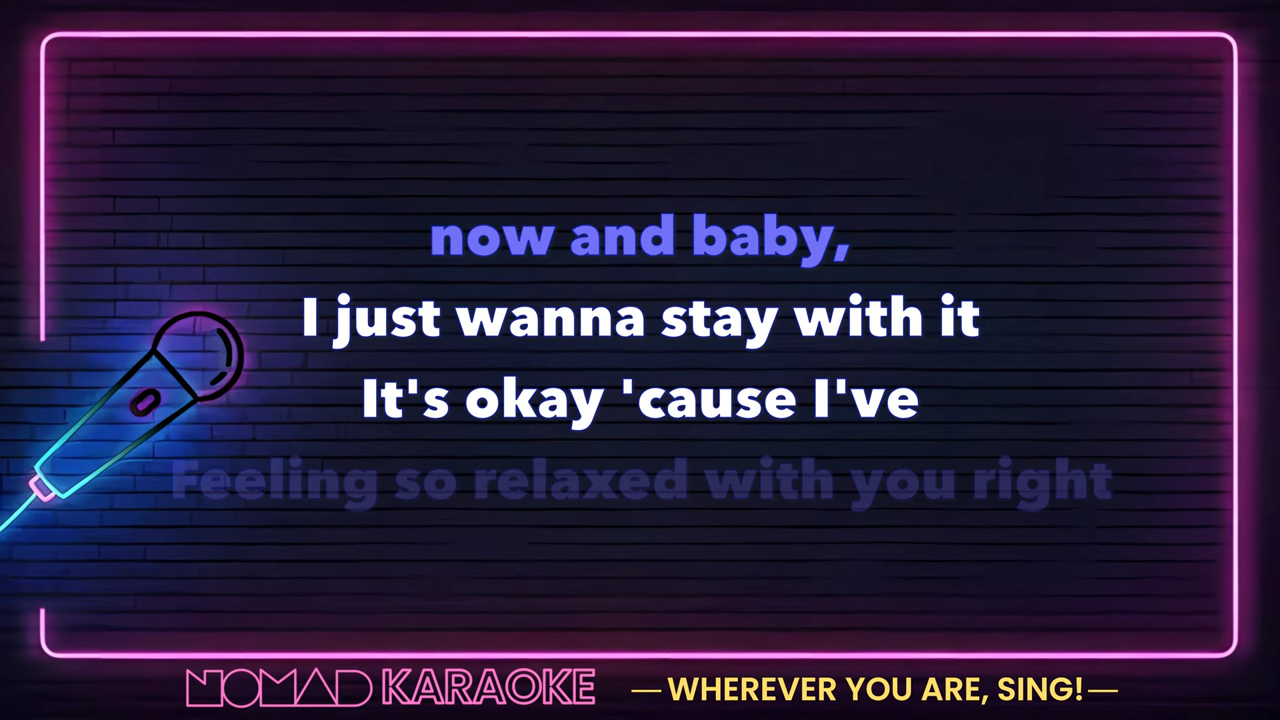 now and baby,
I just wanna stay with it
It's okay 'cause I've
Feeling so relaxed with you right
NOMAD KARAOKE —WHEREVER YOU ARE, SING!—